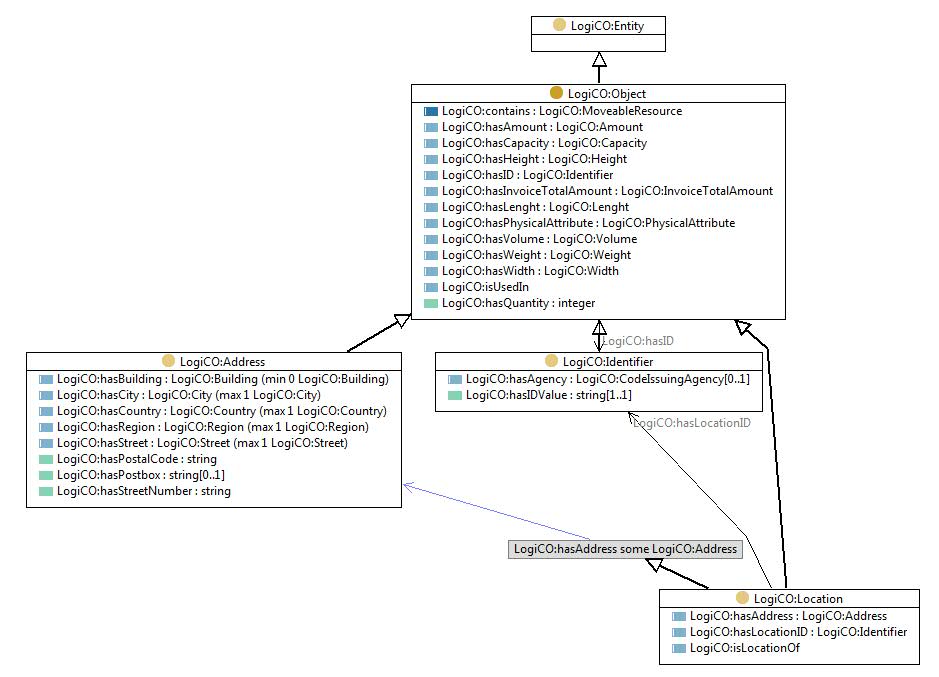 LogiCO:Entity
LogiCO:Object
LogiCO:contains : LogiCO:MoveableResource
LogiCO:hasAmount : LogiCO:Amount
LogiCO:hasCapacity : LogiCO:Capacity
LogiCO:hasHeight : LogiCO:Height
LogiCO:hasID : LogiCO:Identifier
LogiCO:hasInvoiceTotalAmount : LogiCO:InvoiceTotalAmount
LogiCO:hasLenght : LogiCO:Lenght
LogiCO:hasPhysicalAttribute : LogiCO:PhysicalAttribute
LogiCO:hasVolume : LogiCO:Volume
LogiCO:hasWeight : LogiCO:Weight
LogiCO:hasWidth : LogiCO:Width
LogiCO:isUsedIn
LogiCO:hasQuantity : integer
LogiCO:hasID
LogiCO:Address
LogiCO:hasBuilding : LogiCO:Building (min 0 LogiCO:Building)
LogiCO:hasCity : LogiCO:City (max 1 LogiCO:City)
LogiCO:hasCountry : LogiCO:Country (max 1 LogiCO:Country)
LogiCO:hasRegion : LogiCO:Region (max 1 LogiCO:Region)
LogiCO:hasStreet : LogiCO:Street (max 1 LogiCO:Street)
LogiCO:hasPostalCode : string
LogiCO:hasPostbox : string[0..1]
LogiCO:hasStreetNumber : string
LogiCO:Identifier
LogiCO:hasAgency : LogiCO:CodeIssuingAgency[0..1]
LogiCO:hasIDValue : string[1..1]
LogiCO:hasLocationID
LogiCO:hasAddress some LogiCO:Address
LogiCO:Location
LogiCO:hasAddress : LogiCO:Address
LogiCO:hasLocationID : LogiCO:Identifier
LogiCO:isLocationOf